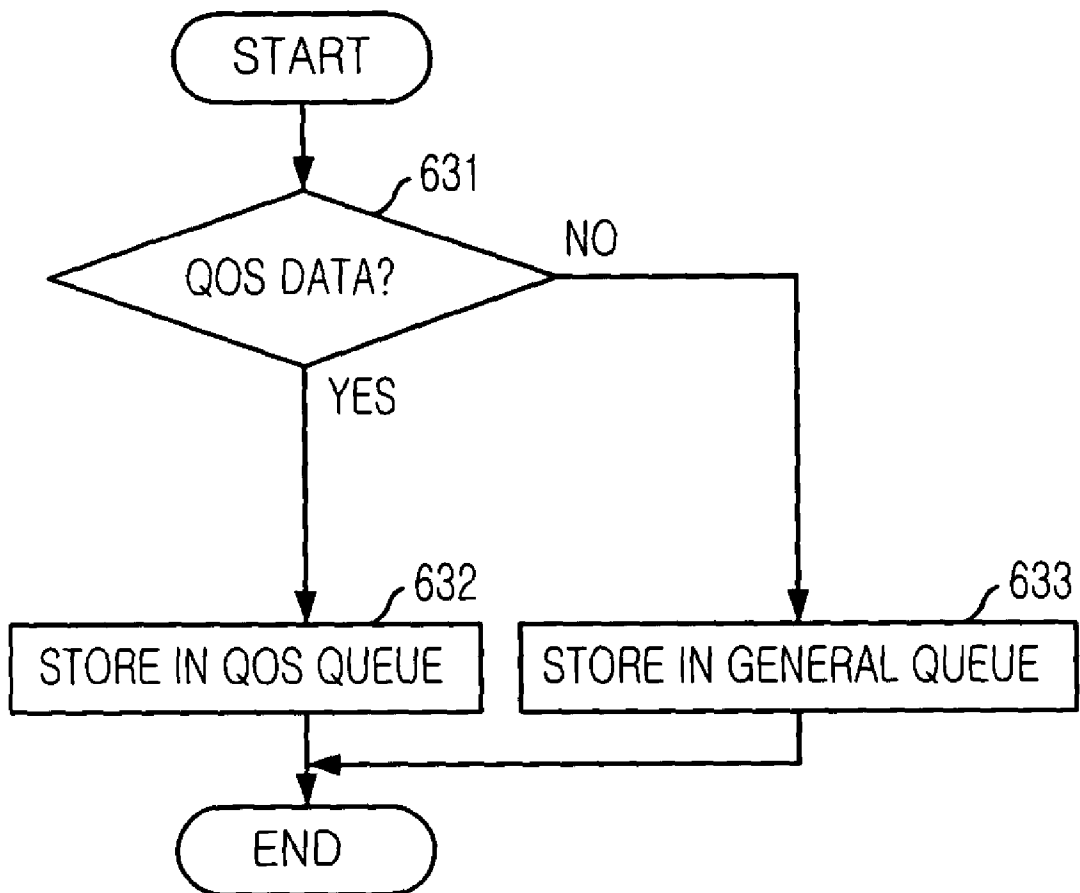 START
631
QOS DATA?
NO
YES
632
633
STORE IN QOS QUEUE
STORE IN GENERAL QUEUE
END